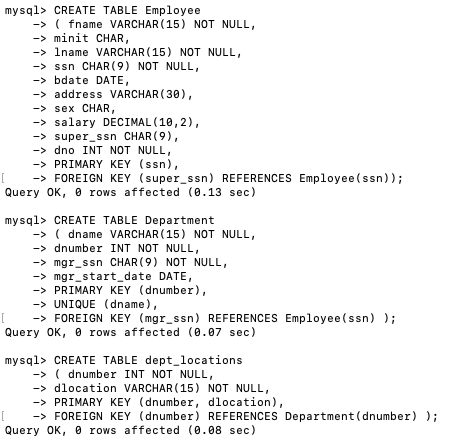 mysql> CREATE TABLE Employee
-> ( fname VARCHAR(15) NOT NULL,
-> minit CHAR,
-> lname VARCHAR(15) NOT NULL,
-> ssn CHAR(9) NOT NULL,
-> bdate DATE,
-> address VARCHAR(30),
-> sex CHAR,
-> salary DECIMAL(10,2),
-> super_ssn CHAR(9),
-> dno INT NOT NULL,
-> PRIMARY KEY (ssn),
[ -> FOREIGN KEY (super_ssn) REFERENCES Employee(ssn));
Query OK, 0 rows affected (0.13 sec)
mysql> CREATE TABLE Department
-> ( dname VARCHAR(15) NOT NULL,
-> dnumber INT NOT NULL,
-> mgr_ssn CHAR(9) NOT NULL,
-> mgr_start_date DATE,
-> PRIMARY KEY (dnumber),
-> UNIQUE (dname),
[ -> FOREIGN KEY (mgr_ssn) REFERENCES Employee(ssn) );
Query OK, 0 rows affected (0.07 sec)
mysql> CREATE TABLE dept_locations
-> ( dnumber INT NOT NULL,
-> dlocation VARCHAR(15) NOT NULL,
-> PRIMARY KEY (dnumber, dlocation),
[ -> FOREIGN KEY (dnumber) REFERENCES Department(dnumber) );
Query OK, 0 rows affected (0.08 sec)